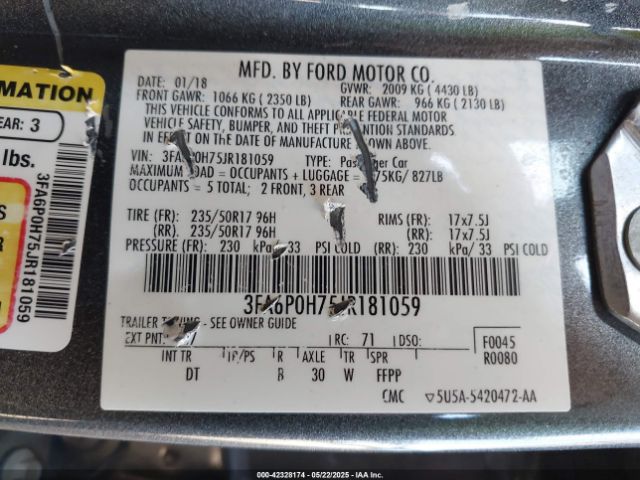 ORMATION
EAR: 3
lbs.
3FA6P0H75JR181059
MFD. BY FORD MOTOR CO.
DATE: 01/18 GVWR: 2009 KG ( 4430 LB)
FRONT GAWR: 1066 KG ( 2350 LB) REAR GAWR: 966 KG ( 2130 LB)
THIS VEHICLE CONFORMS TO ALL APPLICABLE FEDERAL MOTOR
VEHICLE SAFETY, BUMPER, AND THEFT PREVENTION STANDARDS
IN EFFECT ON THE DATE OF MANUFACTURE SHOWN ABOVE.
VIN: 3FA6P0H75JR181059 TYPE: Passenger Car
MAXIMUM LOAD = OCCUPANTS + LUGGAGE = 75KG/ 827LB
OCCUPANTS = 5 TOTAL; 2 FRONT, 3 REAR
TIRE (FR): 235/50R17 96H RIMS (FR): 17x7.5J
(RR): 235/50R17 96H (RR): 17x7.5J
PRESSURE (FR): 230 kPa/ 33 PSI COLD (RR): 230 kPa/ 33 PSI COLD
3FA6P0H75JR181059
TRAILER TOWING - SEE OWNER GUIDE
EXT PNT: RC: 71 DSO: F0045
INT TR TP/PS R AXLE TR SPR R0080
DT B 30 W FFPP
CMC 5U5A-5420472-AA
000-42328174 - 05/22/2025 - IAAI.COM